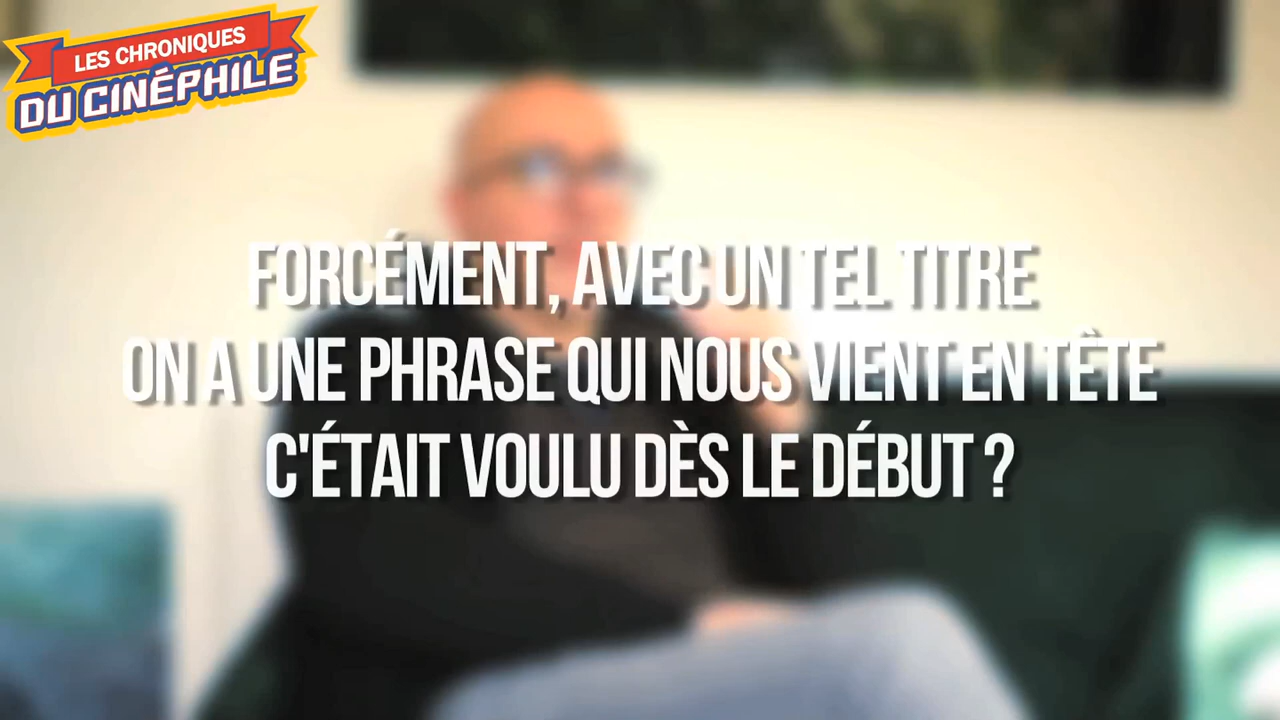 LES CHRONIQUES
DU CINÉPHILE
FORCÉMENT, AVEC UN TEL TITRE
ON A UNE PHRASE QUI NOUS VIENT EN TÊTE
C'ÉTAIT VOULU DÈS LE DÉBUT ?